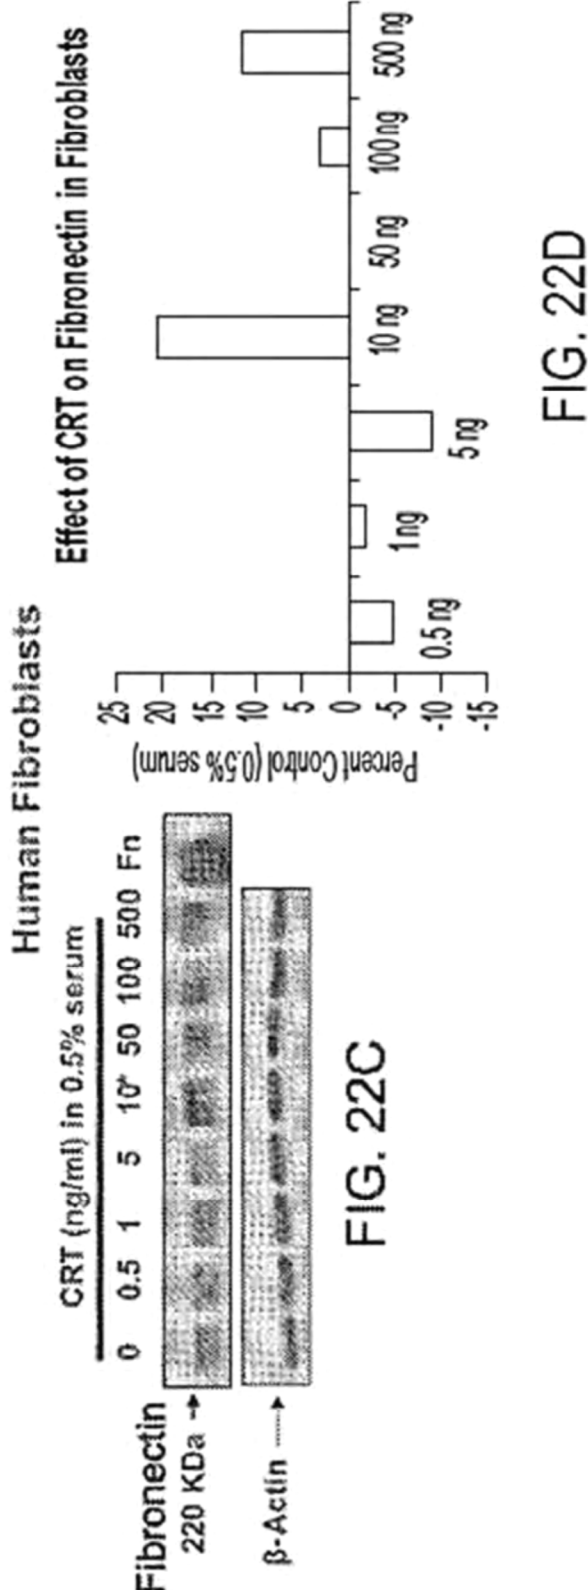 Human Fibroblasts
CRT (ng/ml) in 0.5% serum
0 0.5 1 5 10* 50 100 500 Fn
Fibronectin
220 KDa
β-Actin
FIG. 22C
Effect of CRT on Fibronectin in Fibroblasts
Percent Control (0.5% serum)
25
20
15
10
5
0
-5
-10
-15
0.5 ng 1 ng 5 ng 10 ng 50 ng 100 ng 500 ng
FIG. 22D